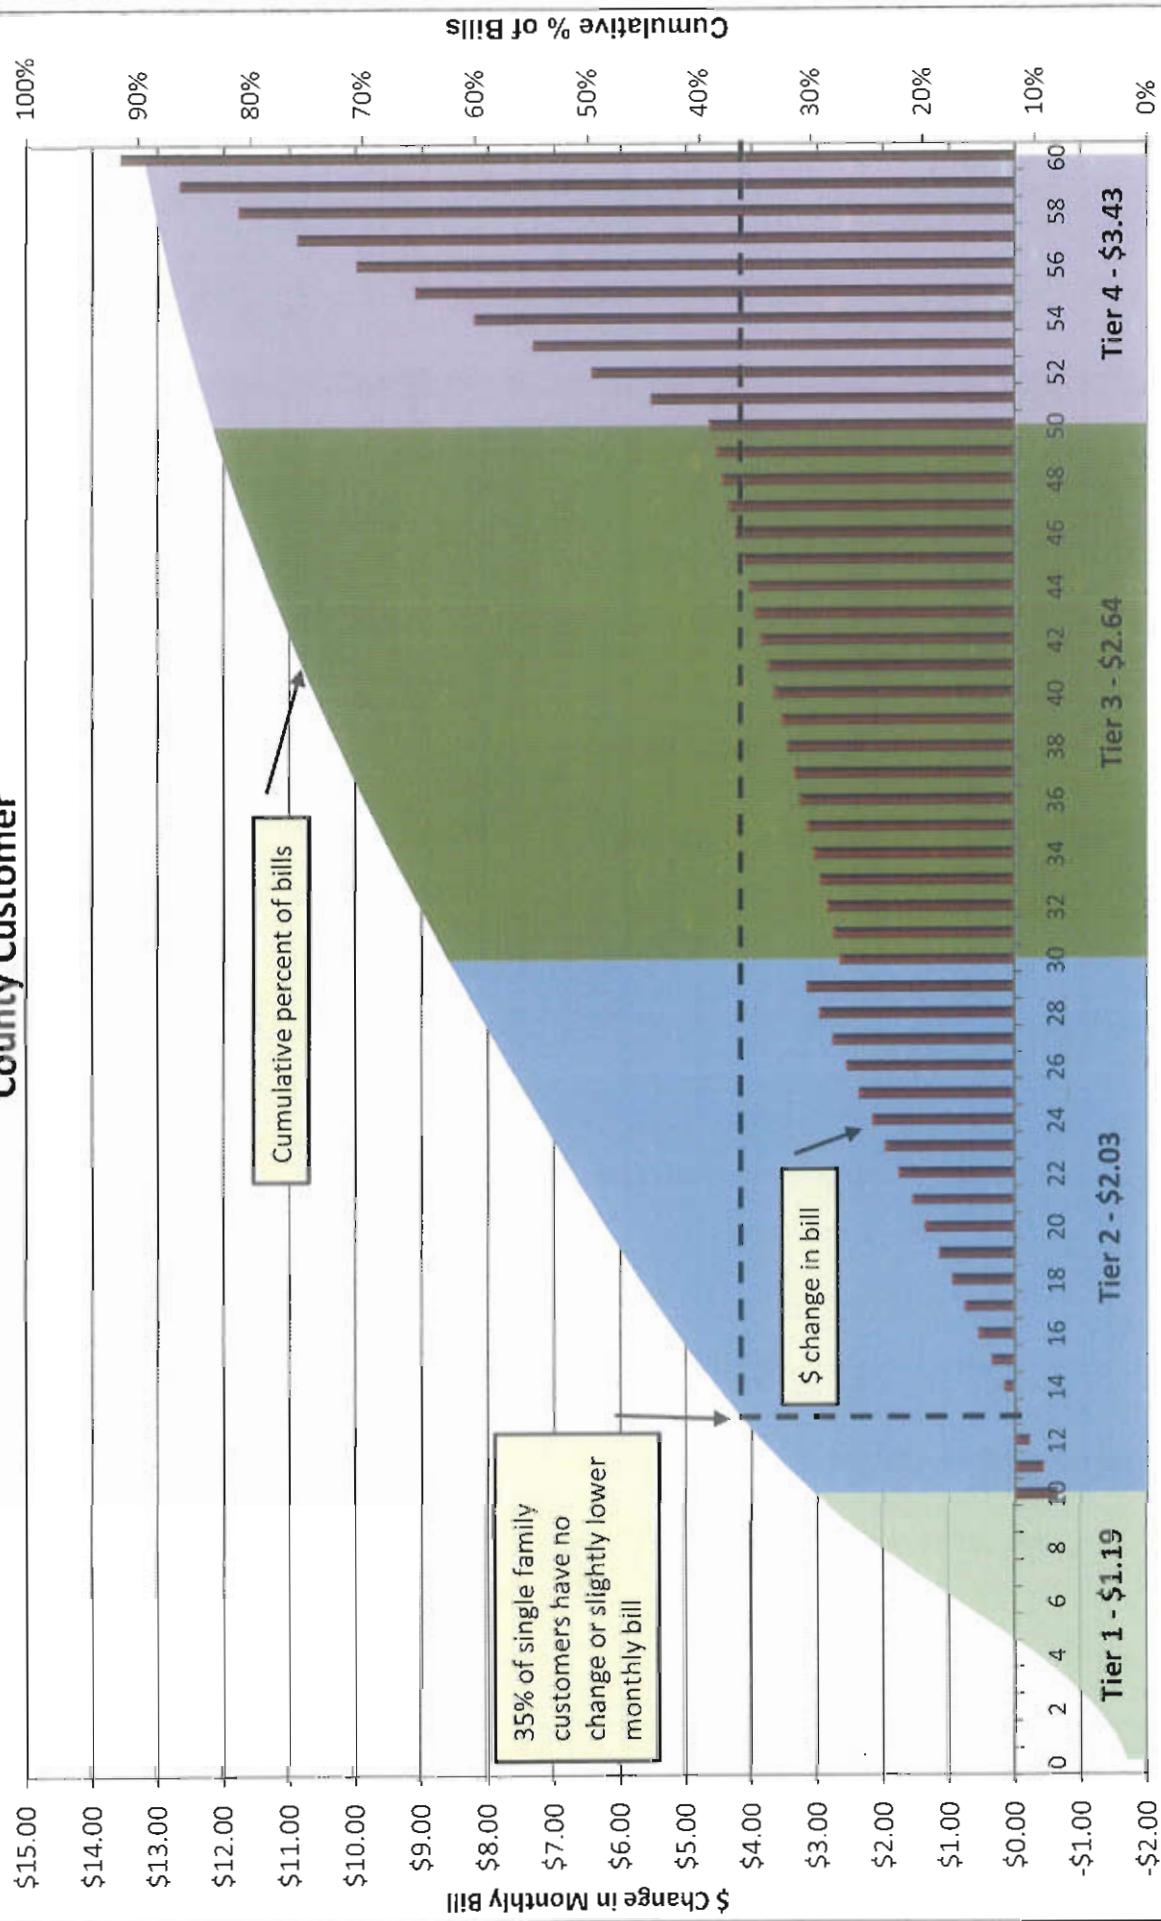 County Customer
$ Change in Monthly Bill
$15.00
$14.00
$13.00
$12.00
$11.00
$10.00
$9.00
$8.00
$7.00
$6.00
$5.00
$4.00
$3.00
$2.00
$1.00
$0.00
-$1.00
-$2.00
Cumulative percent of bills
35% of single family
customers have no
change or slightly lower
monthly bill
$ change in bill
0 2 4 6 8 10 12 14 16 18 20 22 24 26 28 30 32 34 36 38 40 42 44 46 48 50 52 54 56 58 60
Tier 1 - $1.19
Tier 2 - $2.03
Tier 3 - $2.64
Tier 4 - $3.43
100%
90%
80%
70%
60%
50%
40%
30%
20%
10%
0%
Cumulative % of Bills